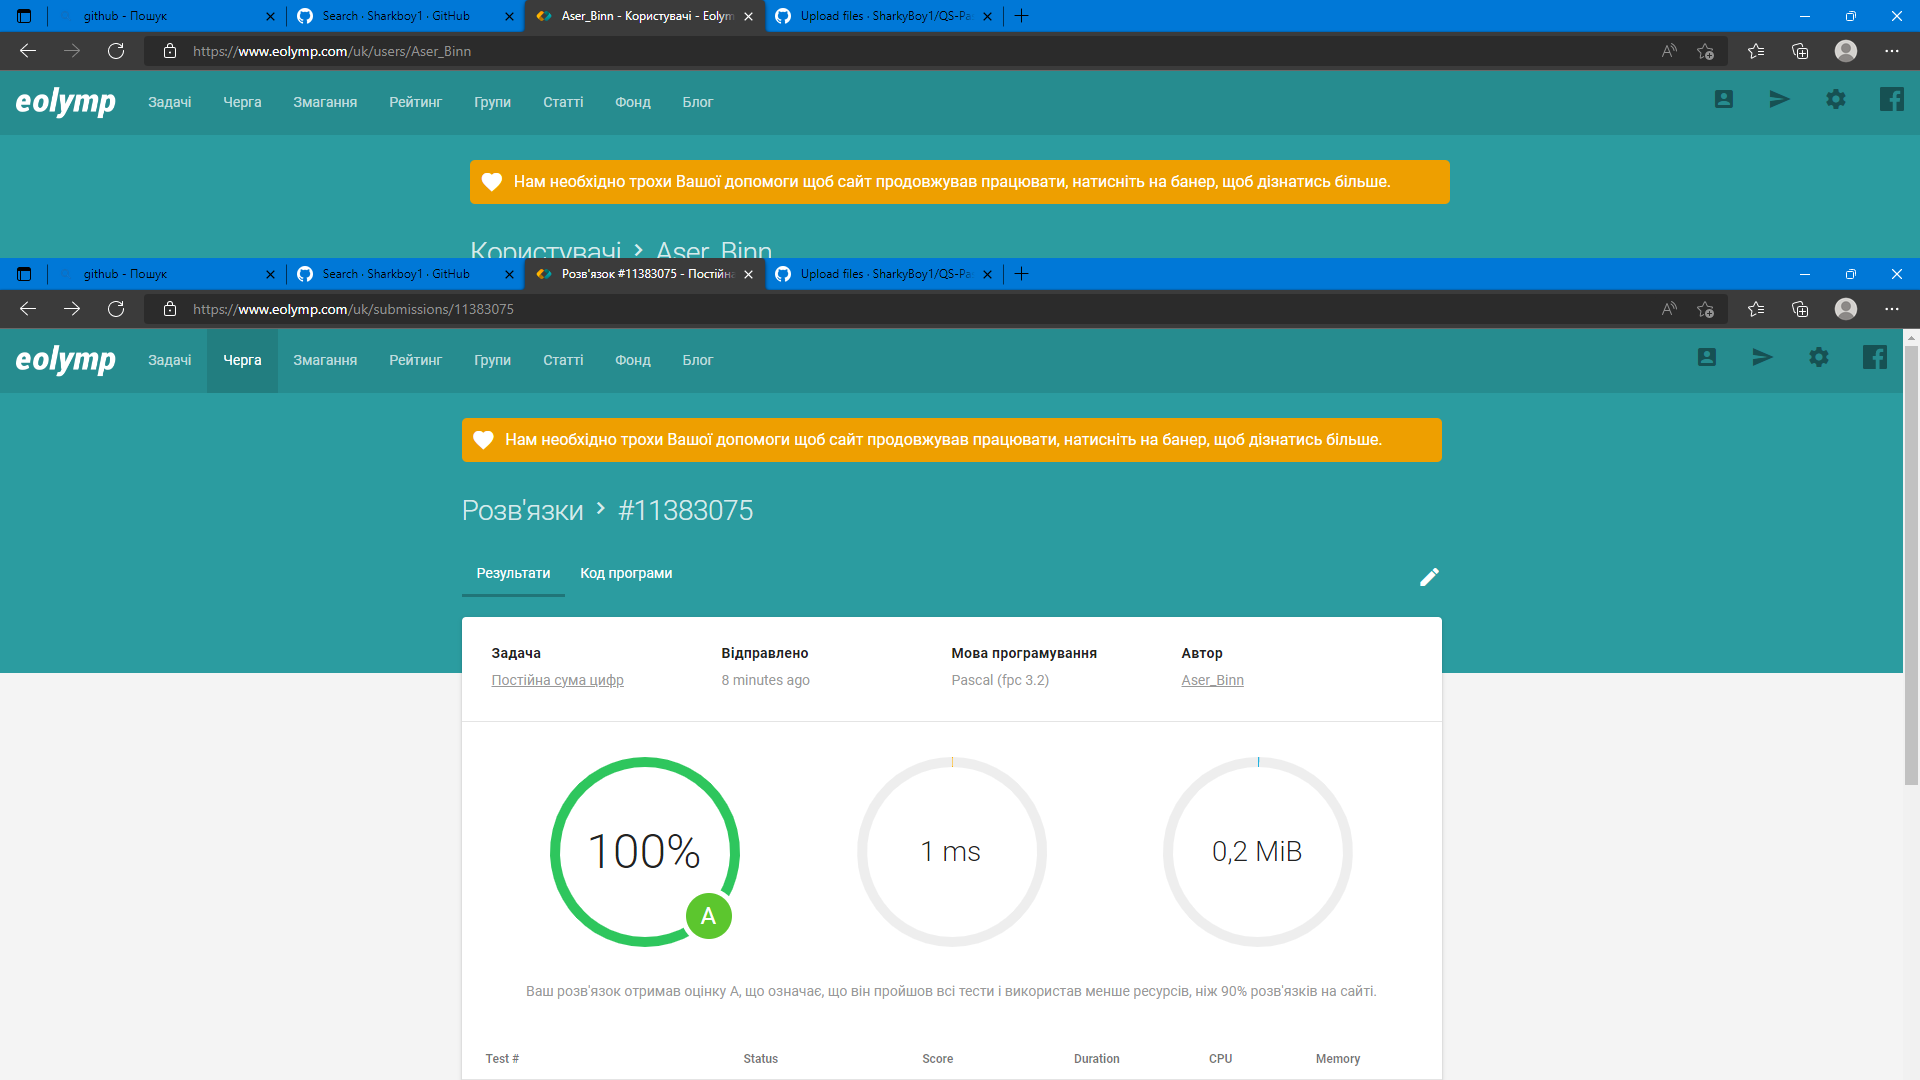 github - Пошук
Search · Sharkboy1 · GitHub
Aser_Binn - Користувачі - Eolym
Upload files · SharkyBoy1/QS-Pa
https://www.eolymp.com/uk/users/Aser_Binn
eolymp Задачі Черга Змагання Рейтинг Групи Статті Фонд Блог
Нам необхідно трохи Вашої допомоги щоб сайт продовжував працювати, натисніть на банер, щоб дізнатись більше.
Користувачі > Aser_Binn
github - Пошук
Search · Sharkboy1 · GitHub
Розв'язок #11383075 - Постійна
Upload files · SharkyBoy1/QS-Pa
https://www.eolymp.com/uk/submissions/11383075
eolymp Задачі Черга Змагання Рейтинг Групи Статті Фонд Блог
Нам необхідно трохи Вашої допомоги щоб сайт продовжував працювати, натисніть на банер, щоб дізнатись більше.
Розв'язки > #11383075
Результати Код програми
Задача Відправлено Мова програмування Автор
Постійна сума цифр 8 minutes ago Pascal (fpc 3.2) Aser_Binn
100% 1 ms 0,2 MiB
A
Ваш розв'язок отримав оцінку A, що означає, що він пройшов всі тести і використав менше ресурсів, ніж 90% розв'язків на сайті.
Test # Status Score Duration CPU Memory